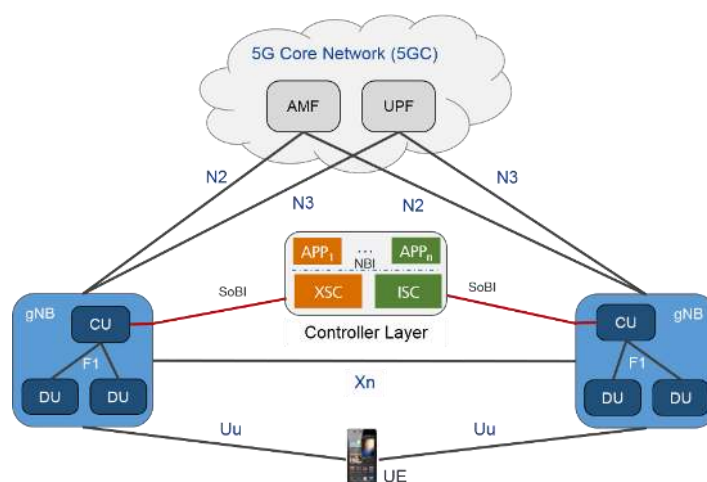 5G Core Network (5GC)
AMF
UPF
N2
N3
N2
N3
APP1
...
APPn
NBI
SoBI
XSC
ISC
SoBI
Controller Layer
gNB
CU
F1
DU
DU
gNB
CU
F1
DU
DU
Xn
Uu
Uu
UE